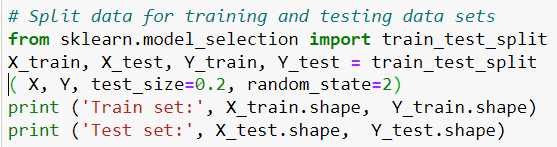 # Split data for training and testing data sets
from sklearn.model_selection import train_test_split
X_train, X_test, Y_train, Y_test = train_test_split
( X, Y, test_size=0.2, random_state=2)
print ('Train set:', X_train.shape,  Y_train.shape)
print ('Test set:', X_test.shape,  Y_test.shape)